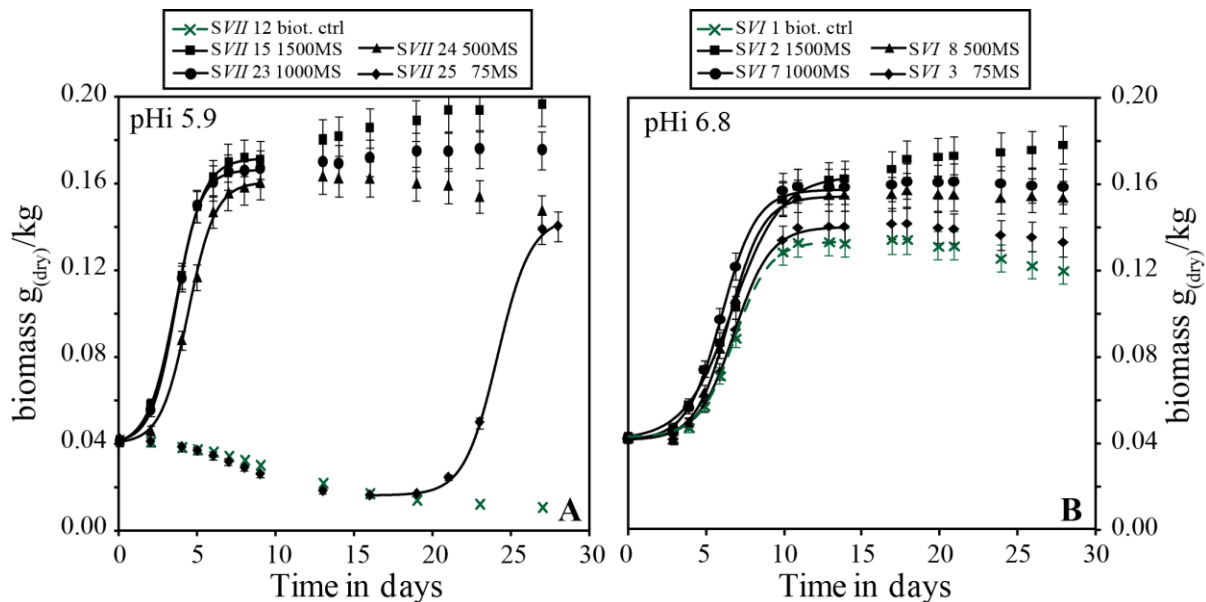 SVII 12 biot. ctrl
SVII 15 1500MS SVII 24 500MS
SVII 23 1000MS SVII 25 75MS
SVI 1 biot. ctrl
SVI 2 1500MS SVI 8 500MS
SVI 7 1000MS SVI 3 75MS
pHi 5.9
0.20
0.16
0.12
0.08
0.04
0.00
biomass g(dry)/kg
A
0 5 10 15 20 25 30
Time in days
pHi 6.8
B
0 5 10 15 20 25 30
Time in days
0.20
0.16
0.12
0.08
0.04
0.00
biomass g(dry)/kg